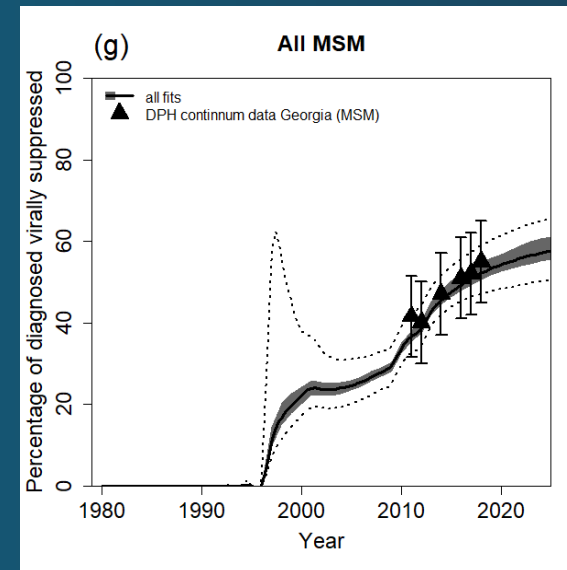 (g)
All MSM
all fits
DPH continnum data Georgia (MSM)
Percentage of diagnosed virally suppressed
100
80
60
40
20
0
1980 1990 2000 2010 2020
Year